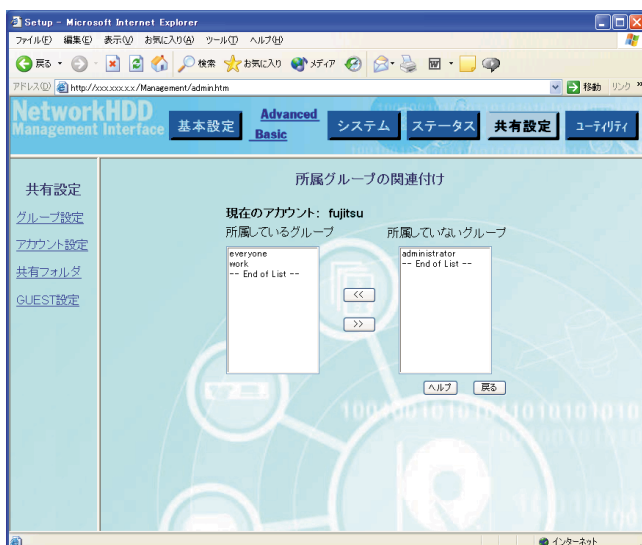 Setup - Microsoft Internet Explorer
ファイル(F) 編集(E) 表示(V) お気に入り(A) ツール(T) ヘルプ(H)
戻る 検索 お気に入り メディア
アドレス(D) http://xxx.xxx.x.x/Management/admin.htm 移動 リンク »
NetworkHDD
Management Interface
基本設定
Advanced
Basic
システム ステータス 共有設定 ユーティリティ
共有設定
グループ設定
アカウント設定
共有フォルダ
GUEST設定
所属グループの関連付け
現在のアカウント: fujitsu
所属しているグループ 所属していないグループ
everyone
work
-- End of List --
<<
>>
administrator
-- End of List --
ヘルプ 戻る
インターネット